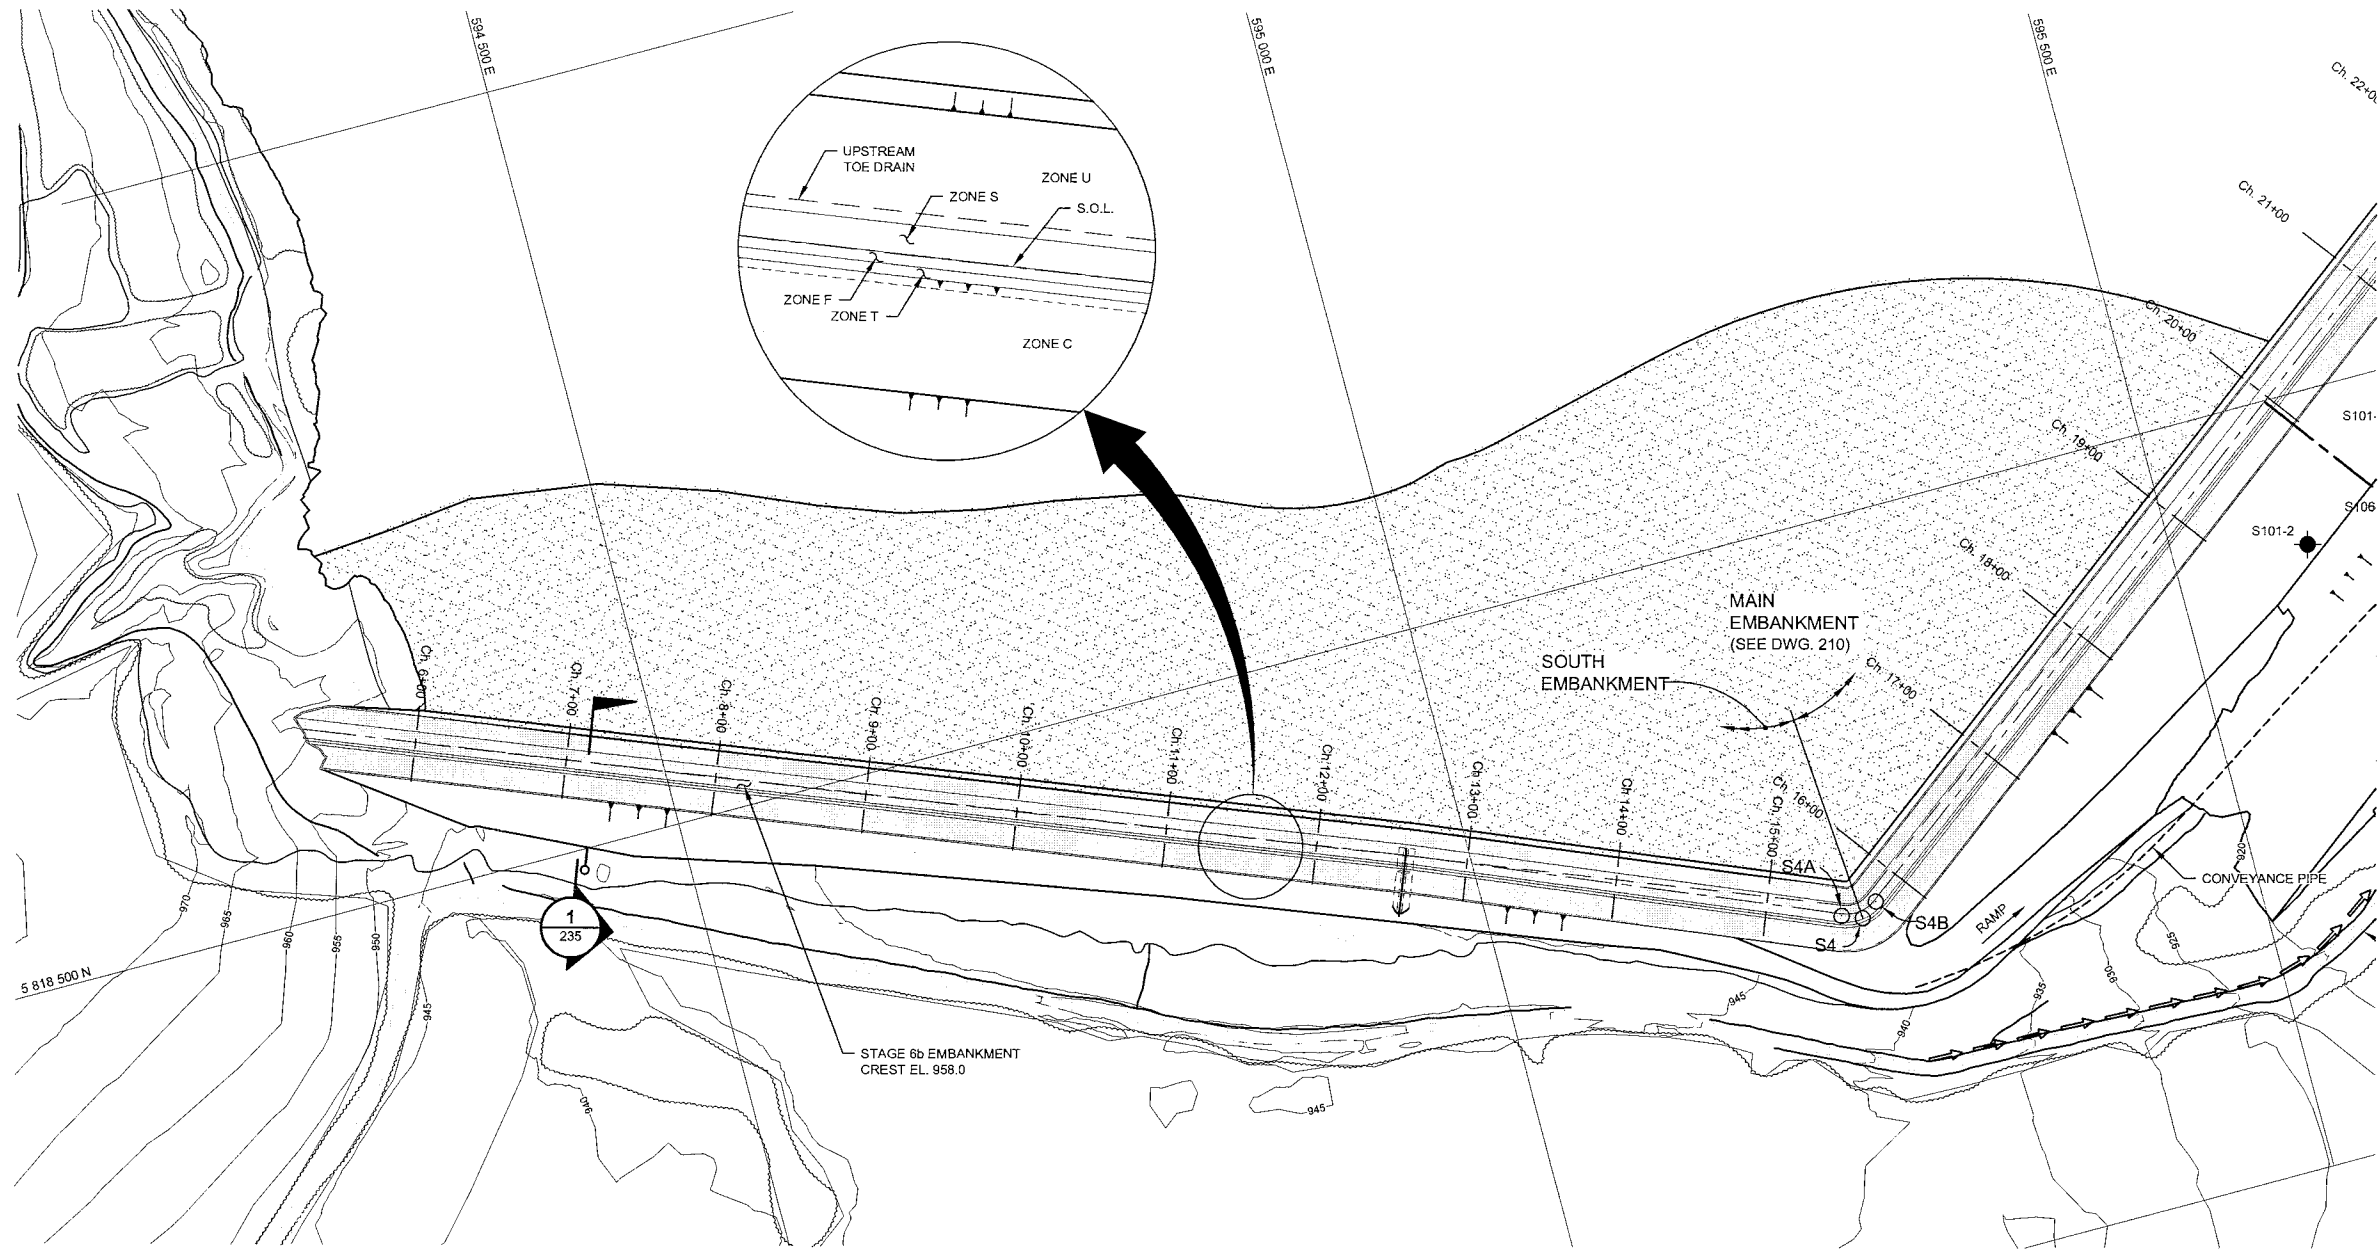 594 500 E
595 000 E
595 500 E
UPSTREAM
TOE DRAIN
ZONE S
ZONE U
S.O.L.
ZONE F
ZONE T
ZONE C
Ch. 21+00
Ch. 20+00
Ch. 19+00
Ch. 18+00
Ch. 17+00
Ch. 16+00
S101-2
MAIN
EMBANKMENT
(SEE DWG. 210)
SOUTH
EMBANKMENT
Ch. 6+00
Ch. 7+00
Ch. 8+00
Ch. 9+00
Ch. 10+00
Ch. 11+00
Ch. 12+00
Ch. 13+00
Ch. 14+00
Ch. 15+00
S4A
S4
S4B
RAMP
CONVEYANCE PIPE
1
235
STAGE 6b EMBANKMENT
CREST EL. 958.0
5 818 500 N
970
965
960
955
950
945
940
945
945
940
935
930
925
920